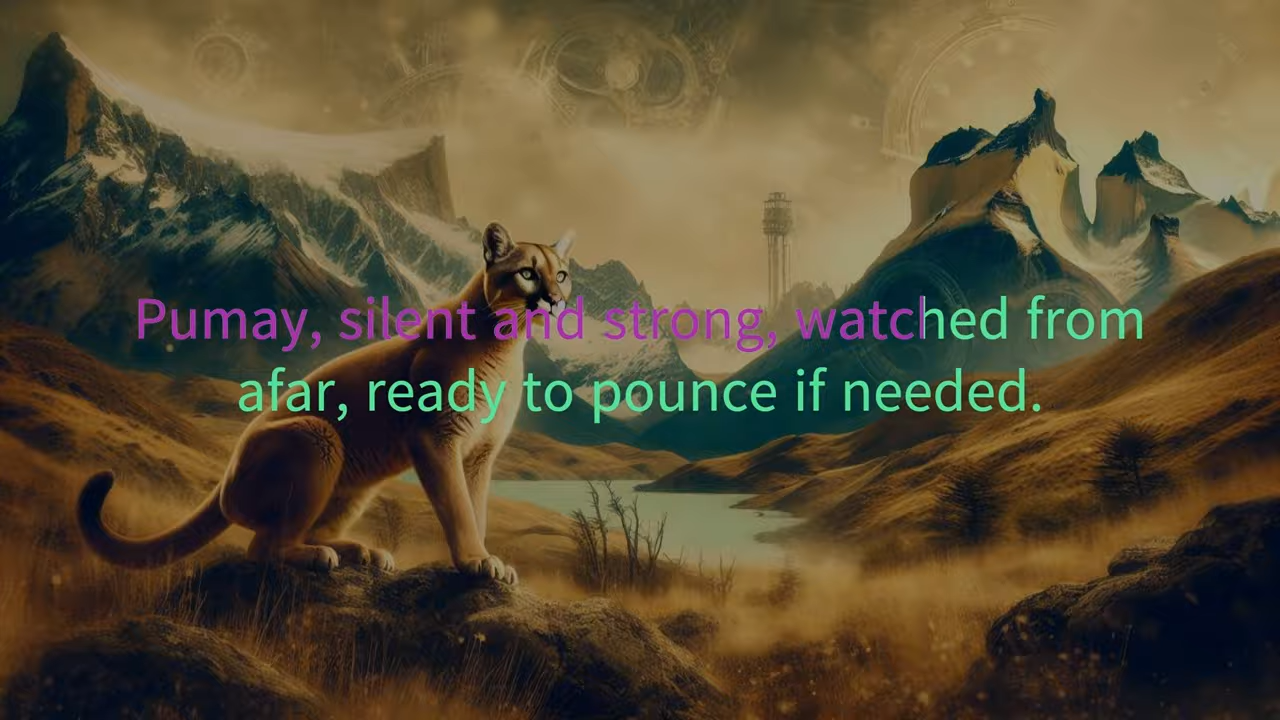 Pumay, silent and strong, watched from
afar, ready to pounce if needed.